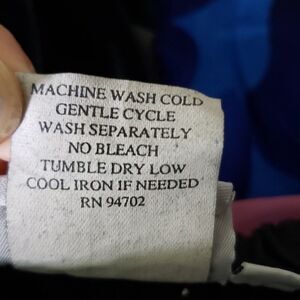 MACHINE WASH COLD
GENTLE CYCLE
WASH SEPARATELY
NO BLEACH
TUMBLE DRY LOW
COOL IRON IF NEEDED
RN 94702